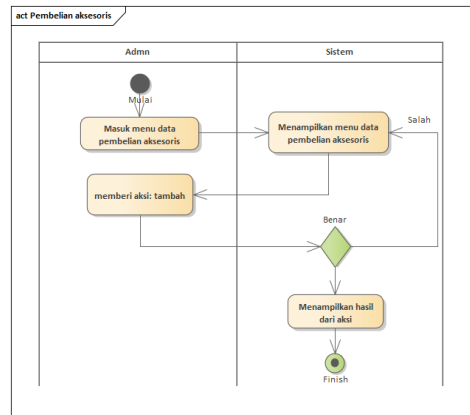 act Pembelian aksesoris
Admn
Sistem
Mulai
Masuk menu data
pembelian aksesoris
Menampilkan menu data
pembelian aksesoris
Salah
memberi aksi: tambah
Benar
Menampilkan hasil
dari aksi
Finish